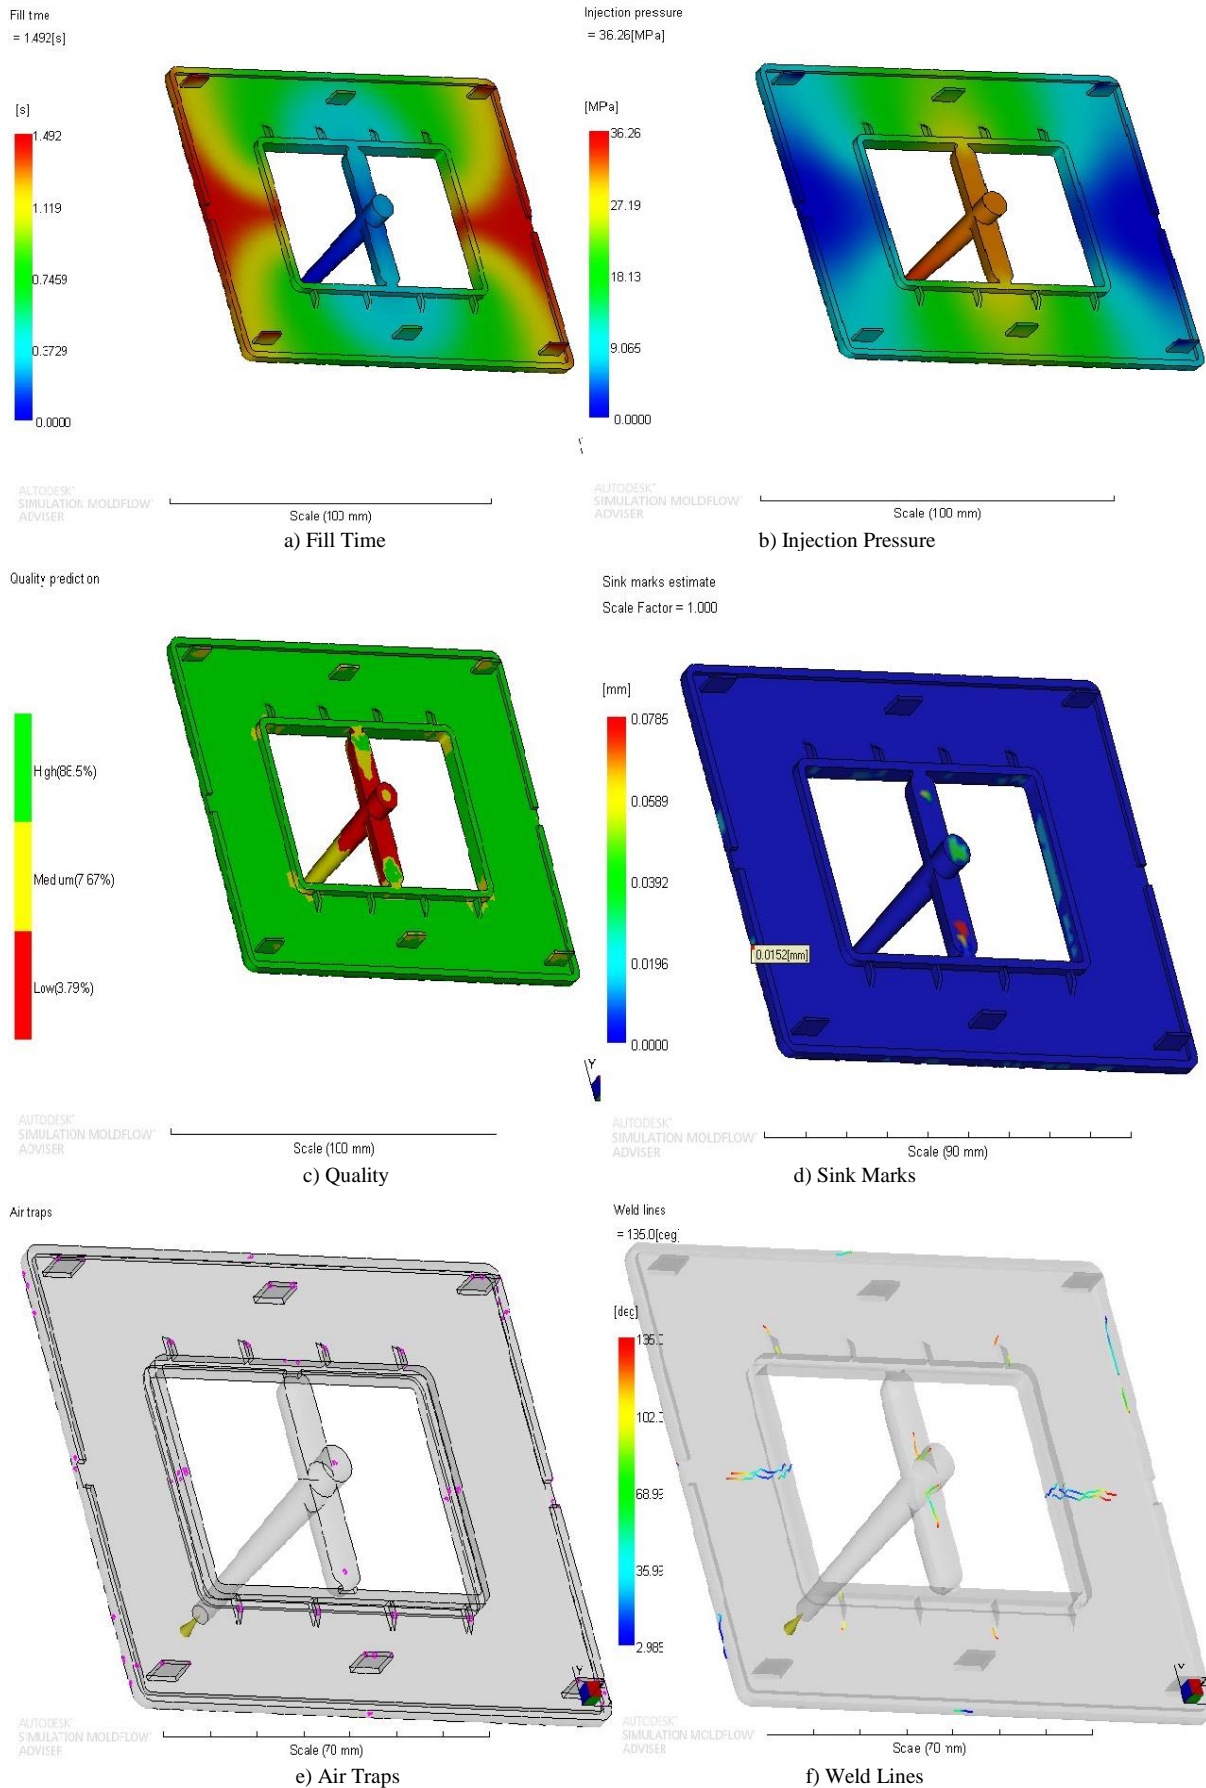 Fill time
= 1.492[s]
[s]
1.492
1.119
0.7459
0.3729
0.0000
AUTODESK
SIMULATION MOLDFLOW
ADVISER
Scale (100 mm)
a) Fill Time
Injection pressure
= 36.26[MPa]
[MPa]
36.26
27.19
18.13
9.065
0.0000
AUTODESK
SIMULATION MOLDFLOW
ADVISER
Scale (100 mm)
b) Injection Pressure
Quality prediction
Medium(7.67%)
Low(3.79%)
Y
AUTODESK
SIMULATION MOLDFLOW
ADVISER
Scale (100 mm)
c) Quality
Sink marks estimate
Scale Factor = 1.000
[mm]
0.0785
0.0589
0.0392
0.0196
0.0000
0.0152[mm]
AUTODESK
SIMULATION MOLDFLOW
ADVISER
Scale (90 mm)
d) Sink Marks
Air traps
Y
AUTODESK
SIMULATION MOLDFLOW
ADVISER
Scale (70 mm)
e) Air Traps
Weld lines
= 135.0[deg]
[deg]
68.95
2.985
Y
Z
AUTODESK
SIMULATION MOLDFLOW
ADVISER
Scale (70 mm)
f) Weld Lines